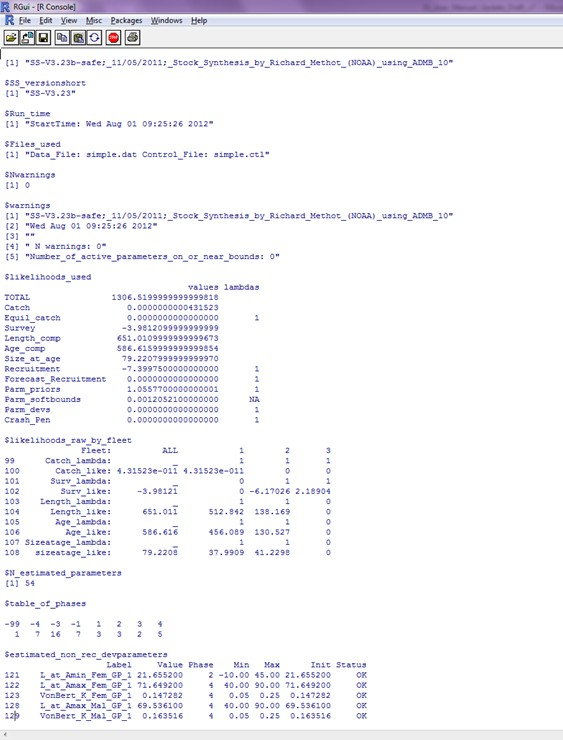 RGui - [R Console]
File Edit View Misc Packages Windows Help
STOP
[1] "SS-V3.23b-safe;_11/05/2011;_Stock_Synthesis_by_Richard_Methot_(NOAA)_using_ADMB_10"
$SS_versionshort
[1] "SS-V3.23"
$Run_time
[1] "StartTime: Wed Aug 01 09:25:26 2012"
$Files_used
[1] "Data_File: simple.dat Control_File: simple.ctl"
$Nwarnings
[1] 0
$warnings
[1] "SS-V3.23b-safe;_11/05/2011;_Stock_Synthesis_by_Richard_Methot_(NOAA)_using_ADMB_10"
[2] "Wed Aug 01 09:25:26 2012"
[3] ""
[4] " N warnings: 0"
[5] "Number_of_active_parameters_on_or_near_bounds: 0"
$likelihoods_used
values lambdas
TOTAL 1306.5199999999999818
Catch 0.0000000000431523
Equil_catch 0.0000000000000000 1
Survey -3.9812099999999999
Length_comp 651.0109999999999673
Age_comp 586.6159999999999854
Size_at_age 79.2207999999999970
Recruitment -7.3997500000000000 1
Forecast_Recruitment 0.0000000000000000 1
Parm_priors 1.0557700000000001 1
Parm_softbounds 0.0012052100000000 NA
Parm_devs 0.0000000000000000 1
Crash_Pen 0.0000000000000000 1
$likelihoods_raw_by_fleet
Fleet: ALL 1 2 3
99 Catch_lambda: _ 1 1 1
100 Catch_like: 4.31523e-011 4.31523e-011 0 0
101 Surv_lambda: _ 0 1 1
102 Surv_like: -3.98121 0 -6.17026 2.18904
103 Length_lambda: _ 1 1 0
104 Length_like: 651.011 512.842 138.169 0
105 Age_lambda: _ 1 1 0
106 Age_like: 586.616 456.089 130.527 0
107 Sizeatage_lambda: _ 1 1 0
108 sizeatage_like: 79.2208 37.9909 41.2298 0
$N_estimated_parameters
[1] 54
$table_of_phases
-99 -4 -3 -1 1 2 3 4
1 7 16 7 3 3 2 5
$estimated_non_rec_devparameters
Label Value Phase Min Max Init Status
121 L_at_Amin_Fem_GP_1 21.655200 2 -10.00 45.00 21.655200 OK
122 L_at_Amax_Fem_GP_1 71.649200 4 40.00 90.00 71.649200 OK
123 VonBert_K_Fem_GP_1 0.147282 4 0.05 0.25 0.147282 OK
128 L_at_Amax_Mal_GP_1 69.536100 4 40.00 90.00 69.536100 OK
129 VonBert_K_Mal_GP_1 0.163516 4 0.05 0.25 0.163516 OK